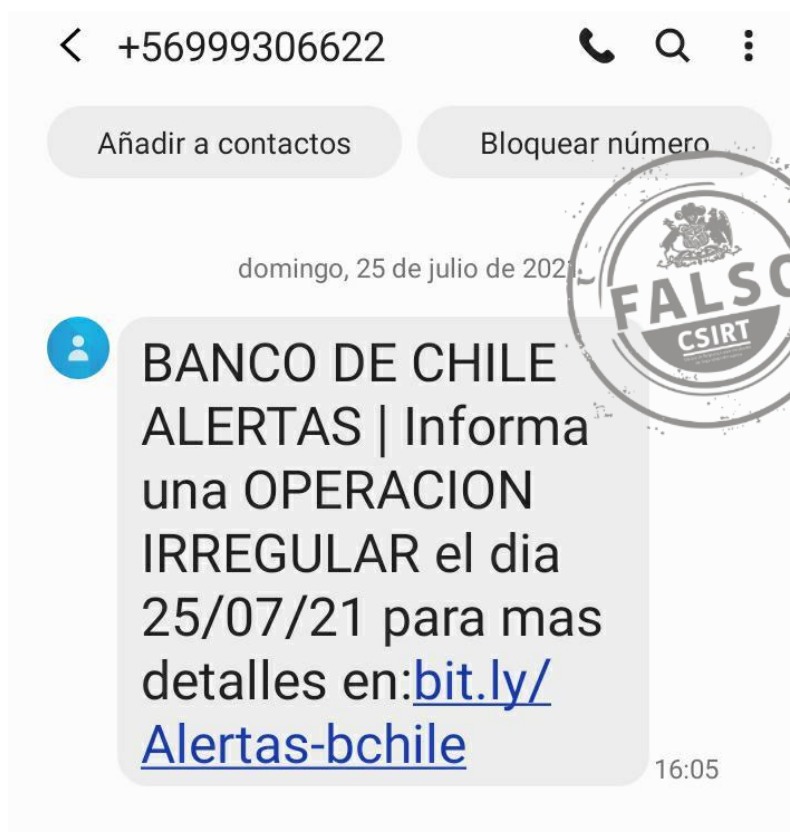 +56999306622
Añadir a contactos
Bloquear número
domingo, 25 de julio de 2021
FALSO
CSIRT
BANCO DE CHILE
ALERTAS | Informa
una OPERACION
IRREGULAR el dia
25/07/21 para mas
detalles en:bit.ly/
Alertas-bchile
16:05